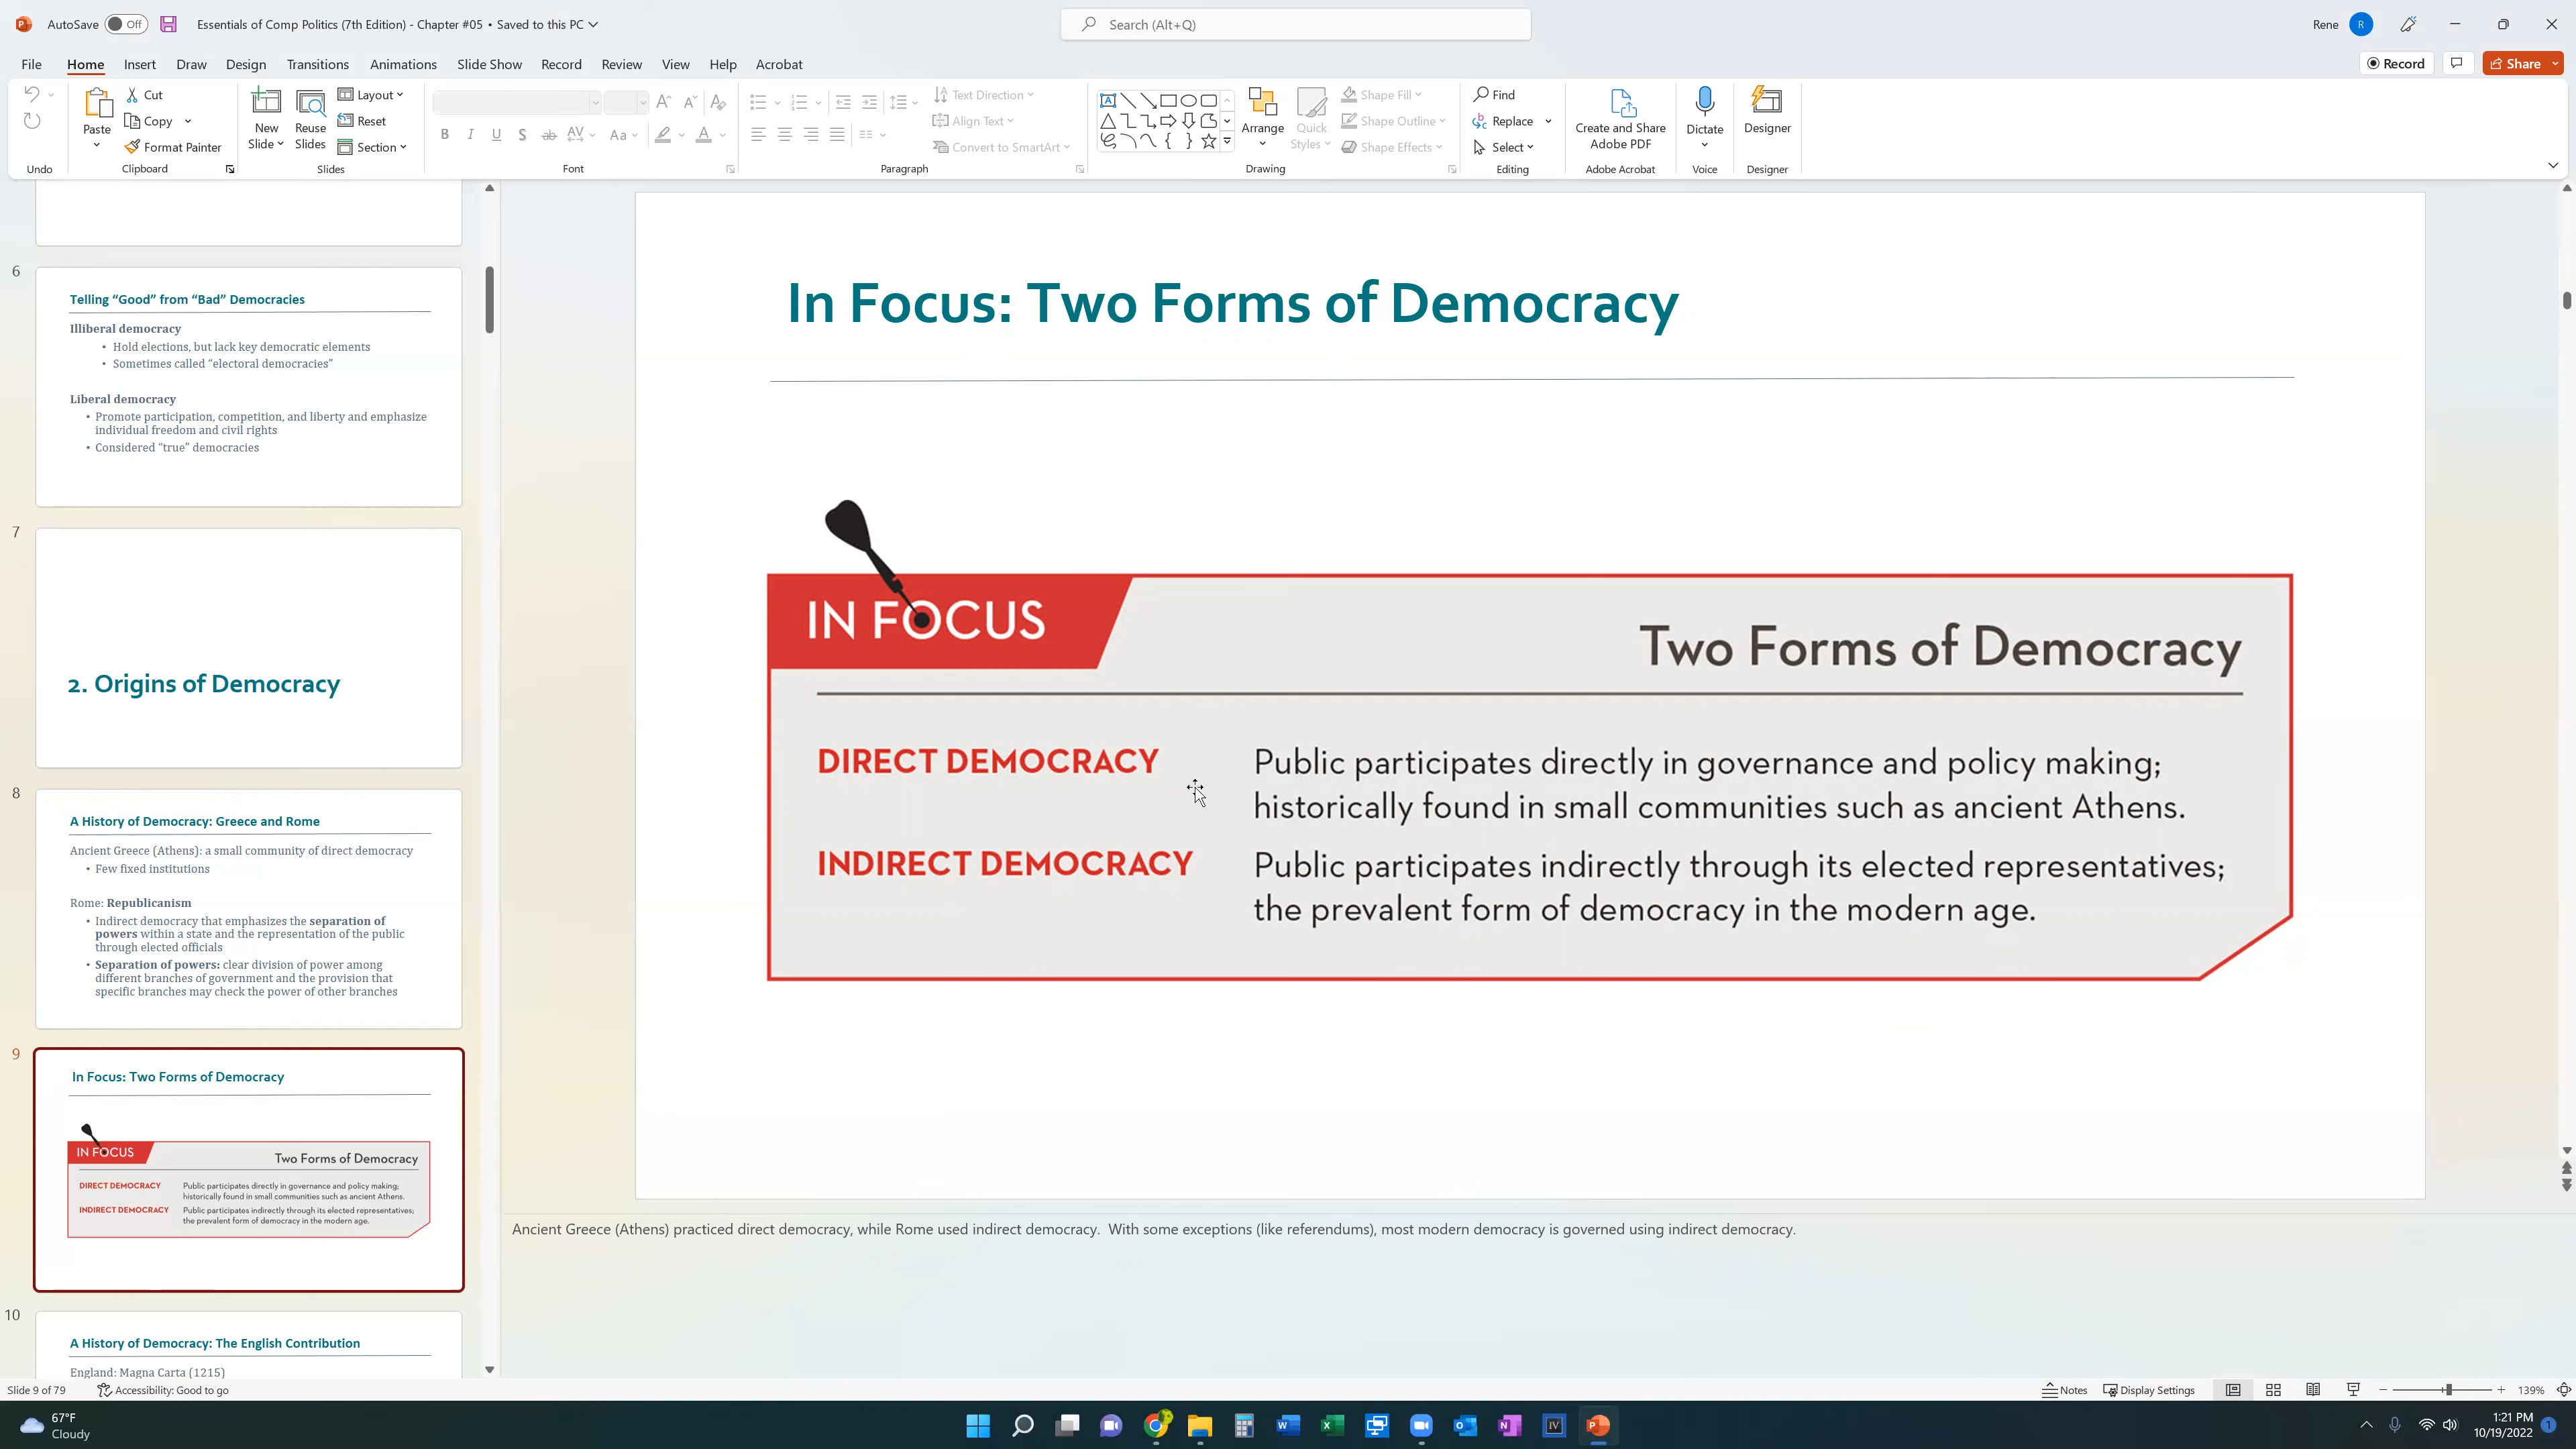 AutoSave Off Essentials of Comp Politics (7th Edition) - Chapter #05 • Saved to this PC Search (Alt+Q) Rene R
File Home Insert Draw Design Transitions Animations Slide Show Record Review View Help Acrobat Record Share
Cut
Copy
Format Painter
Paste
New
Slide
Reuse
Slides
Layout
Reset
Section
B I U S ab AV Aa A
Text Direction
Align Text
Convert to SmartArt
Arrange
Quick
Styles
Shape Fill
Shape Outline
Shape Effects
Find
Replace
Select
Create and Share
Adobe PDF
Dictate
Designer
Undo Clipboard Slides Font Paragraph Drawing Editing Adobe Acrobat Voice Designer
6
Telling “Good” from “Bad” Democracies
Illiberal democracy
• Hold elections, but lack key democratic elements
• Sometimes called “electoral democracies”
Liberal democracy
• Promote participation, competition, and liberty and emphasize
individual freedom and civil rights
• Considered “true” democracies
7
2. Origins of Democracy
8
A History of Democracy: Greece and Rome
Ancient Greece (Athens): a small community of direct democracy
• Few fixed institutions
Rome: Republicanism
• Indirect democracy that emphasizes the separation of
powers within a state and the representation of the public
through elected officials
• Separation of powers: clear division of power among
different branches of government and the provision that
specific branches may check the power of other branches
9
In Focus: Two Forms of Democracy
IN FOCUS
Two Forms of Democracy
DIRECT DEMOCRACY Public participates directly in governance and policy making;
historically found in small communities such as ancient Athens.
INDIRECT DEMOCRACY Public participates indirectly through its elected representatives;
the prevalent form of democracy in the modern age.
10
A History of Democracy: The English Contribution
England: Magna Carta (1215)
In Focus: Two Forms of Democracy
IN FOCUS
Two Forms of Democracy
DIRECT DEMOCRACY Public participates directly in governance and policy making;
historically found in small communities such as ancient Athens.
INDIRECT DEMOCRACY Public participates indirectly through its elected representatives;
the prevalent form of democracy in the modern age.
Ancient Greece (Athens) practiced direct democracy, while Rome used indirect democracy. With some exceptions (like referendums), most modern democracy is governed using indirect democracy.
Slide 9 of 79 Accessibility: Good to go Notes Display Settings 139%
67°F
Cloudy
1:21 PM
10/19/2022
1